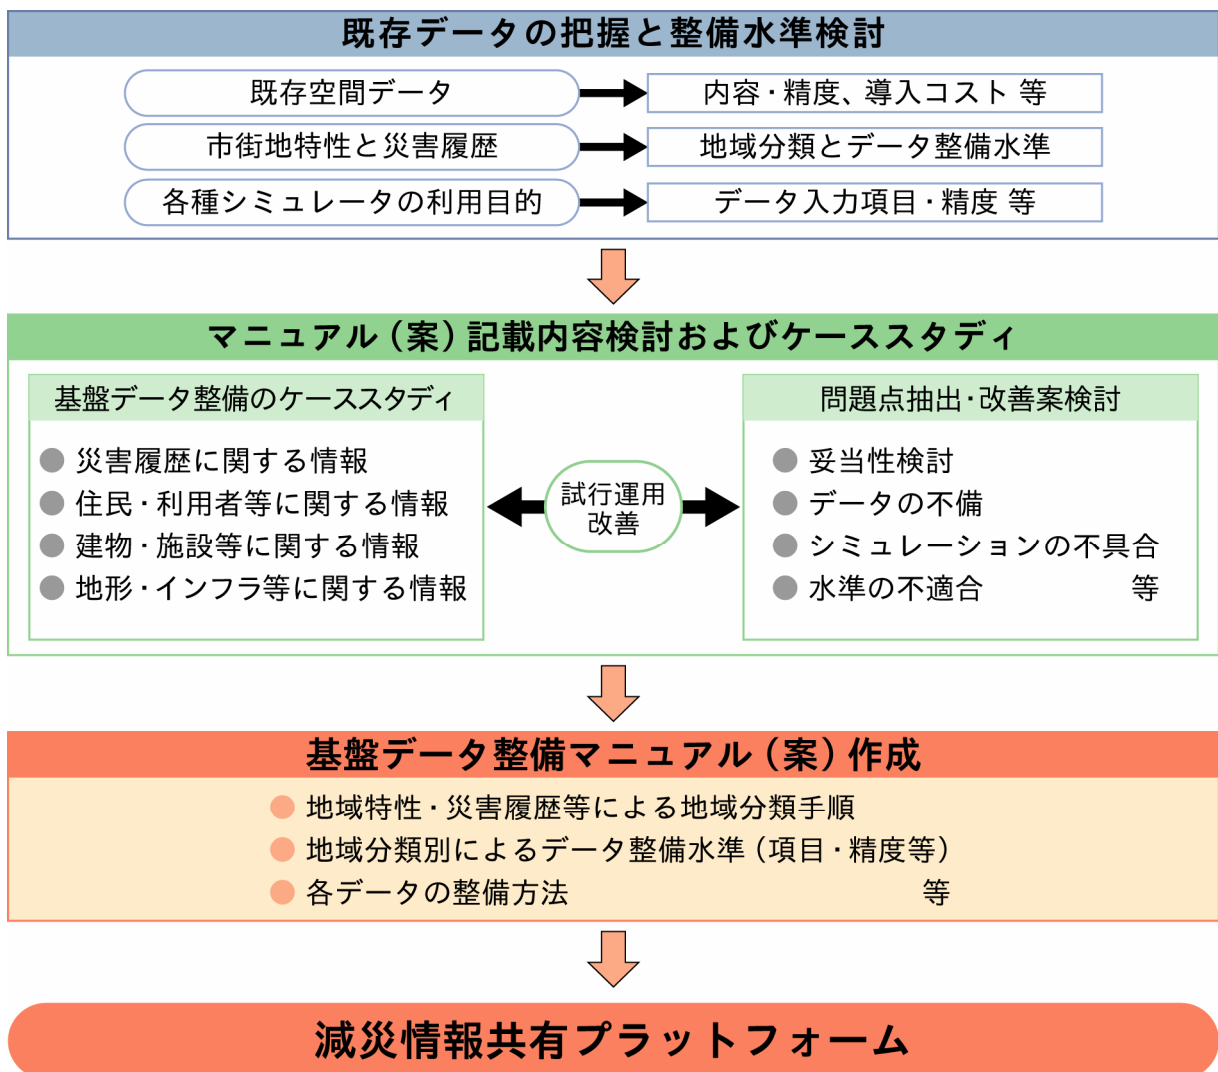 既存データの把握と整備水準検討
既存空間データ
内容・精度、導入コスト 等
市街地特性と災害履歴
地域分類とデータ整備水準
各種シミュレータの利用目的
データ入力項目・精度 等
マニュアル（案）記載内容検討およびケーススタディ
基盤データ整備のケーススタディ
災害履歴に関する情報
住民・利用者等に関する情報
建物・施設等に関する情報
地形・インフラ等に関する情報
試行運用
改善
問題点抽出・改善案検討
妥当性検討
データの不備
シミュレーションの不具合
水準の不適合 等
基盤データ整備マニュアル（案）作成
地域特性・災害履歴等による地域分類手順
地域分類別によるデータ整備水準（項目・精度等）
各データの整備方法 等
減災情報共有プラットフォーム